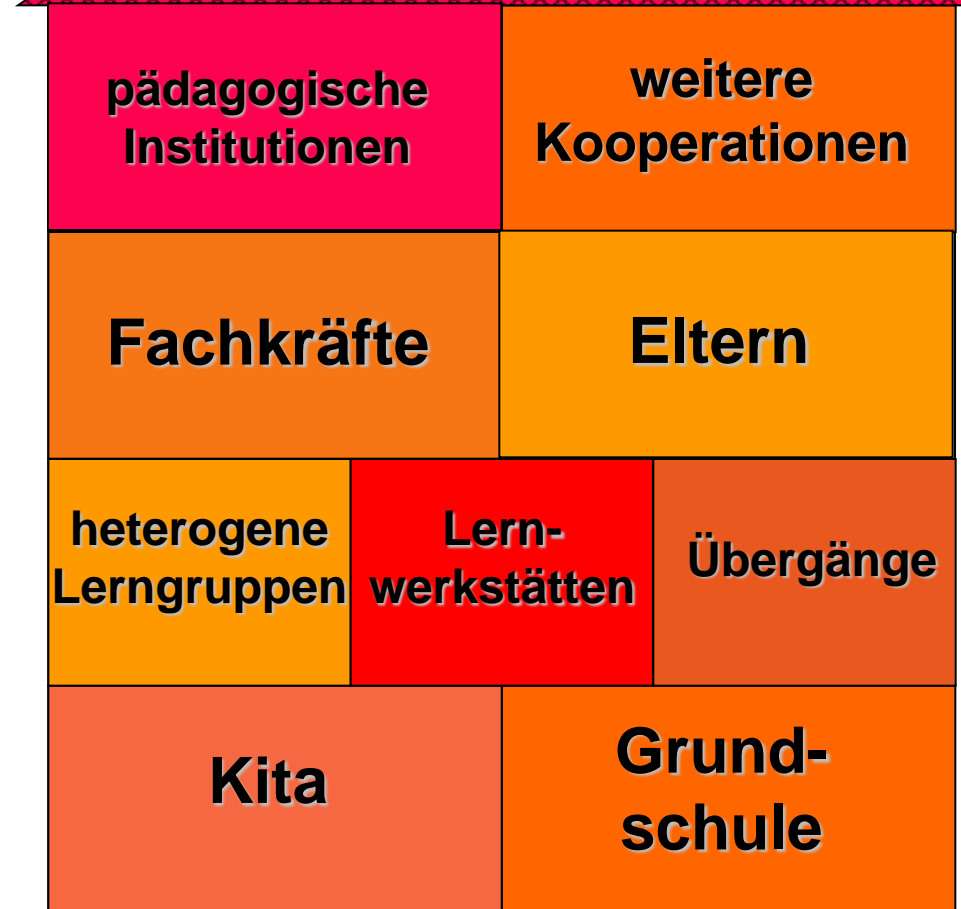 pädagogische
Institutionen
weitere
Kooperationen
Fachkräfte
Eltern
heterogene
Lerngruppen
Lern-
werkstätten
Übergänge
Kita
Grund-
schule